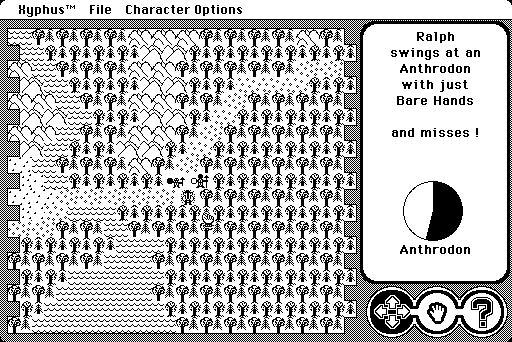 Xyphus™ File Character Options
Ralph
swings at an
Anthrodon
with just
Bare Hands
and misses !
Anthrodon
?